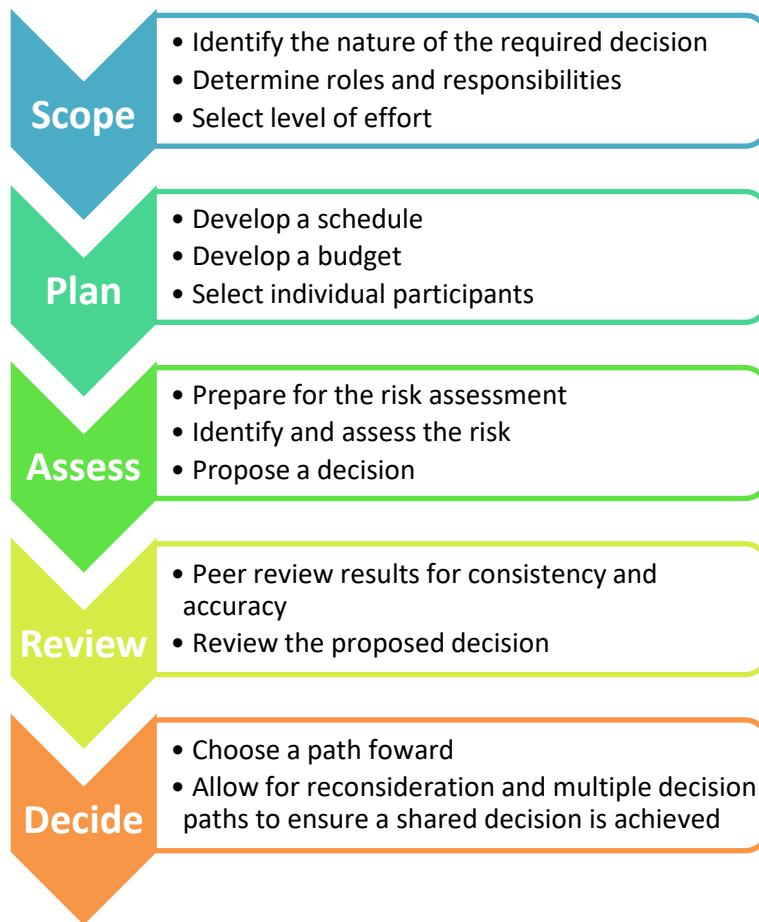 Scope
• Identify the nature of the required decision
• Determine roles and responsibilities
• Select level of effort
Plan
• Develop a schedule
• Develop a budget
• Select individual participants
Assess
• Prepare for the risk assessment
• Identify and assess the risk
• Propose a decision
Review
• Peer review results for consistency and
accuracy
• Review the proposed decision
Decide
• Choose a path foward
• Allow for reconsideration and multiple decision
paths to ensure a shared decision is achieved